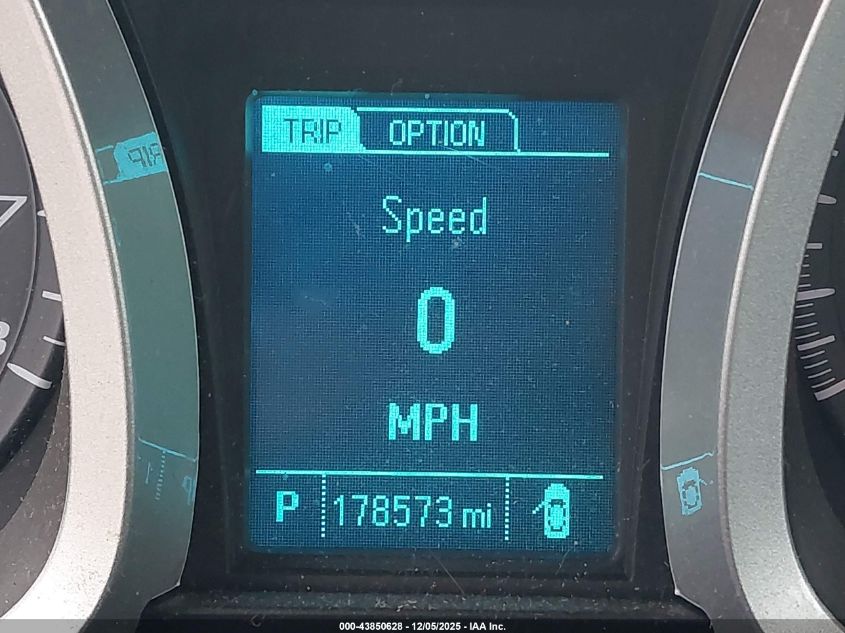 TRIP OPTION
Speed
0
MPH
P 178573 mi
000-43850628 - 12/05/2025 - IAA Inc.